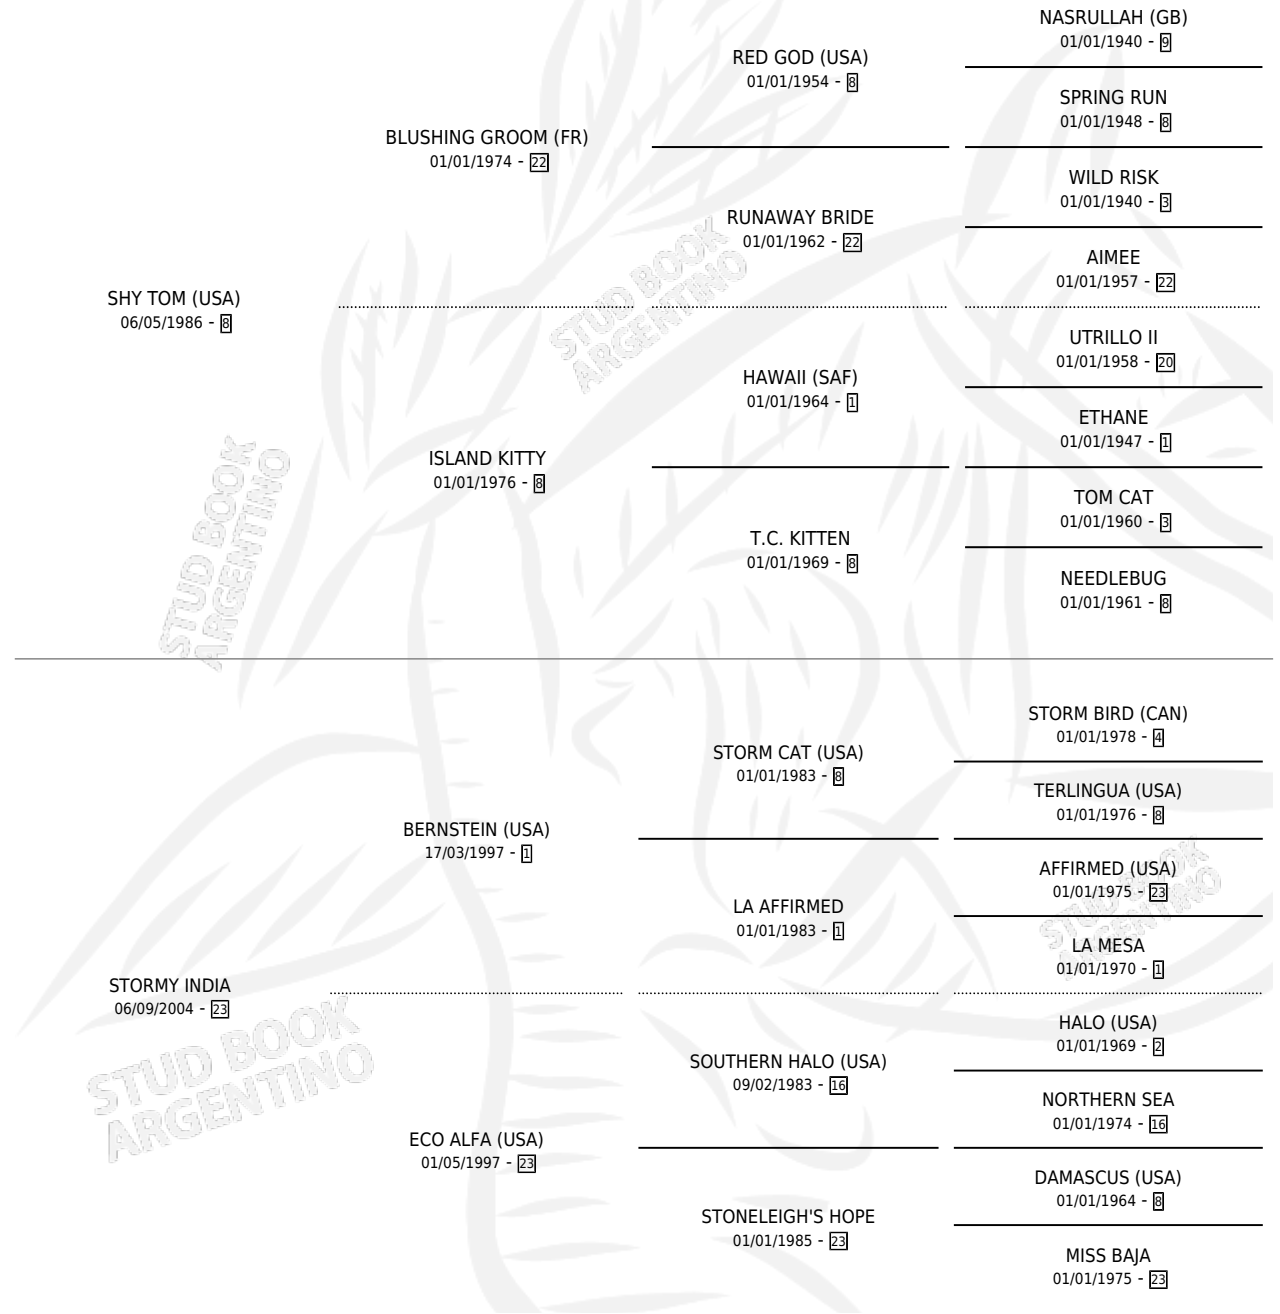 NASRULLAH (GB)
01/01/1940 - 9
RED GOD (USA)
01/01/1954 - 8
SPRING RUN
01/01/1948 - 8
BLUSHING GROOM (FR)
01/01/1974 - 22
WILD RISK
01/01/1940 - 3
RUNAWAY BRIDE
01/01/1962 - 22
AIMEE
01/01/1957 - 22
SHY TOM (USA)
06/05/1986 - 8
UTRILLO II
01/01/1958 - 20
HAWAII (SAF)
01/01/1964 - 1
ETHANE
01/01/1947 - 1
ISLAND KITTY
01/01/1976 - 8
TOM CAT
01/01/1960 - 3
T.C. KITTEN
01/01/1969 - 8
NEEDLEBUG
01/01/1961 - 8
STORM BIRD (CAN)
01/01/1978 - 4
STORM CAT (USA)
01/01/1983 - 8
TERLINGUA (USA)
01/01/1976 - 8
BERNSTEIN (USA)
17/03/1997 - 1
AFFIRMED (USA)
01/01/1975 - 23
LA AFFIRMED
01/01/1983 - 1
LA MESA
01/01/1970 - 1
STORMY INDIA
06/09/2004 - 23
HALO (USA)
01/01/1969 - 2
SOUTHERN HALO (USA)
09/02/1983 - 16
NORTHERN SEA
01/01/1974 - 16
ECO ALFA (USA)
01/05/1997 - 23
DAMASCUS (USA)
01/01/1964 - 8
STONELEIGH'S HOPE
01/01/1985 - 23
MISS BAJA
01/01/1975 - 23
STUD BOOK
ARGENTINO
STUD BOOK
ARGENTINO
STUD BOOK
ARGENTINO
STUD BOOK
ARGENTINO